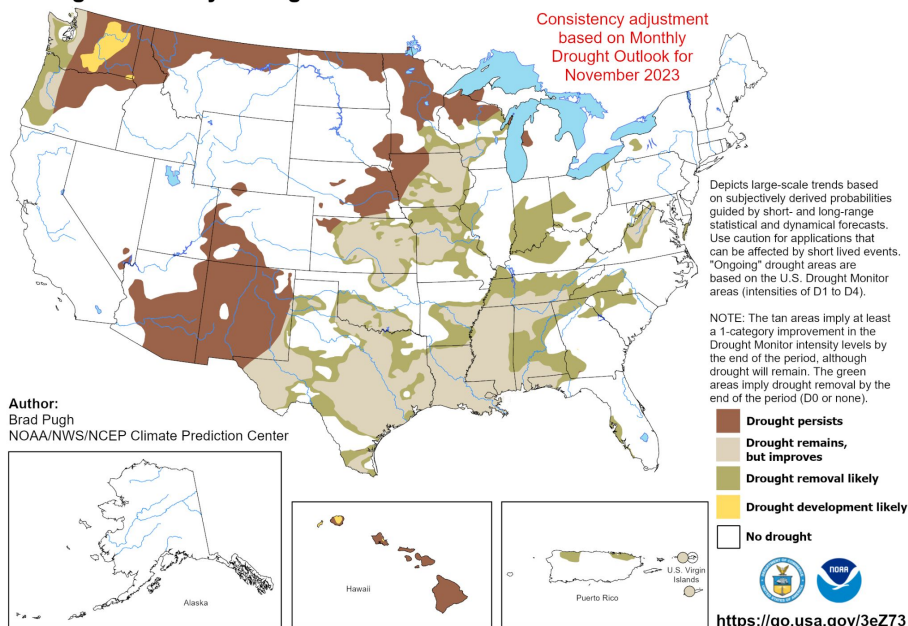 Consistency adjustment
based on Monthly
Drought Outlook for
November 2023
Depicts large-scale trends based
on subjectively derived probabilities
guided by short- and long-range
statistical and dynamical forecasts.
Use caution for applications that
can be affected by short lived events.
"Ongoing" drought areas are
based on the U.S. Drought Monitor
areas (intensities of D1 to D4).
NOTE: The tan areas imply at least
a 1-category improvement in the
Drought Monitor intensity levels by
the end of the period, although
drought will remain. The green
areas imply drought removal by the
end of the period (D0 or none).
Author:
Brad Pugh
NOAA/NWS/NCEP Climate Prediction Center
Drought persists
Drought remains,
but improves
Drought removal likely
Drought development likely
No drought
Alaska
Hawaii
Puerto Rico
U.S. Virgin
Islands
NOAA
https://go.usa.gov/3eZ73